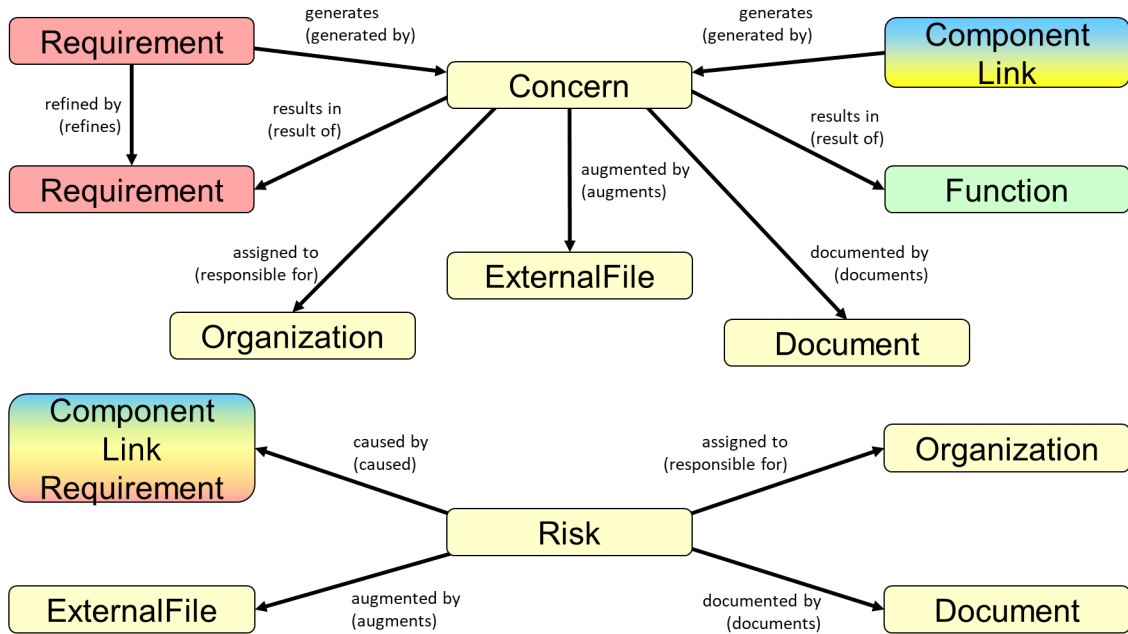 Requirement
generates
(generated by)
generates
(generated by)
Component
Link
Concern
refined by
(refines)
results in
(result of)
augmented by
(augments)
results in
(result of)
Requirement
Function
assigned to
(responsible for)
ExternalFile
documented by
(documents)
Organization
Document
Component
Link
Requirement
caused by
(caused)
assigned to
(responsible for)
Organization
Risk
ExternalFile
augmented by
(augments)
documented by
(documents)
Document